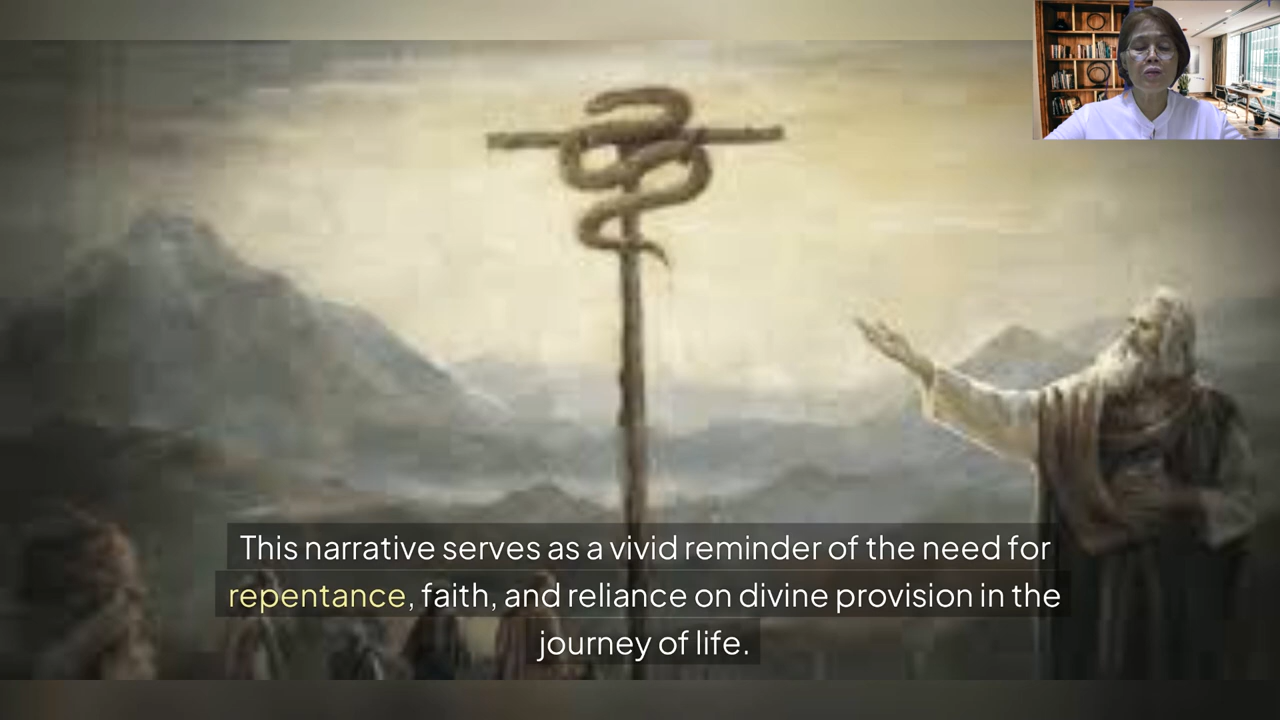 This narrative serves as a vivid reminder of the need for
repentance, faith, and reliance on divine provision in the
journey of life.